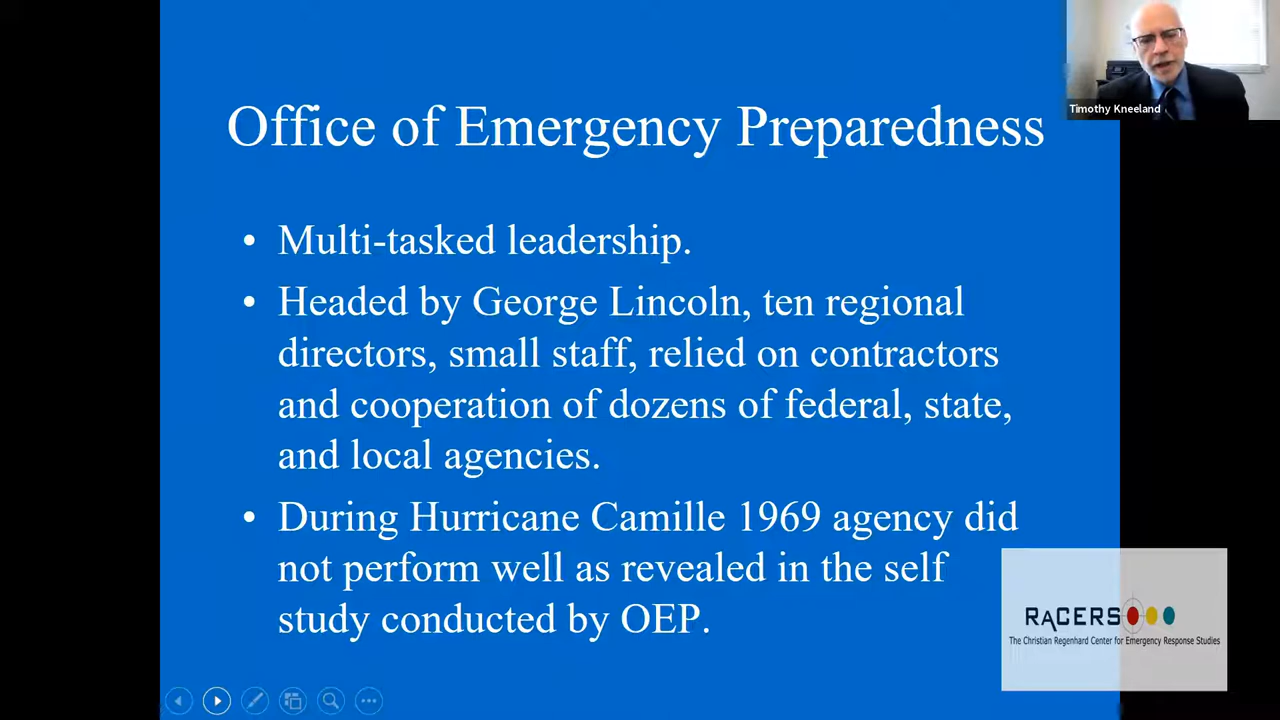 Office of Emergency Preparedness
Timothy Kneeland
• Multi-tasked leadership.
• Headed by George Lincoln, ten regional
directors, small staff, relied on contractors
and cooperation of dozens of federal, state,
and local agencies.
• During Hurricane Camille 1969 agency did
not perform well as revealed in the self
study conducted by OEP.
RACERS
The Christian Regenhard Center for Emergency Response Studies